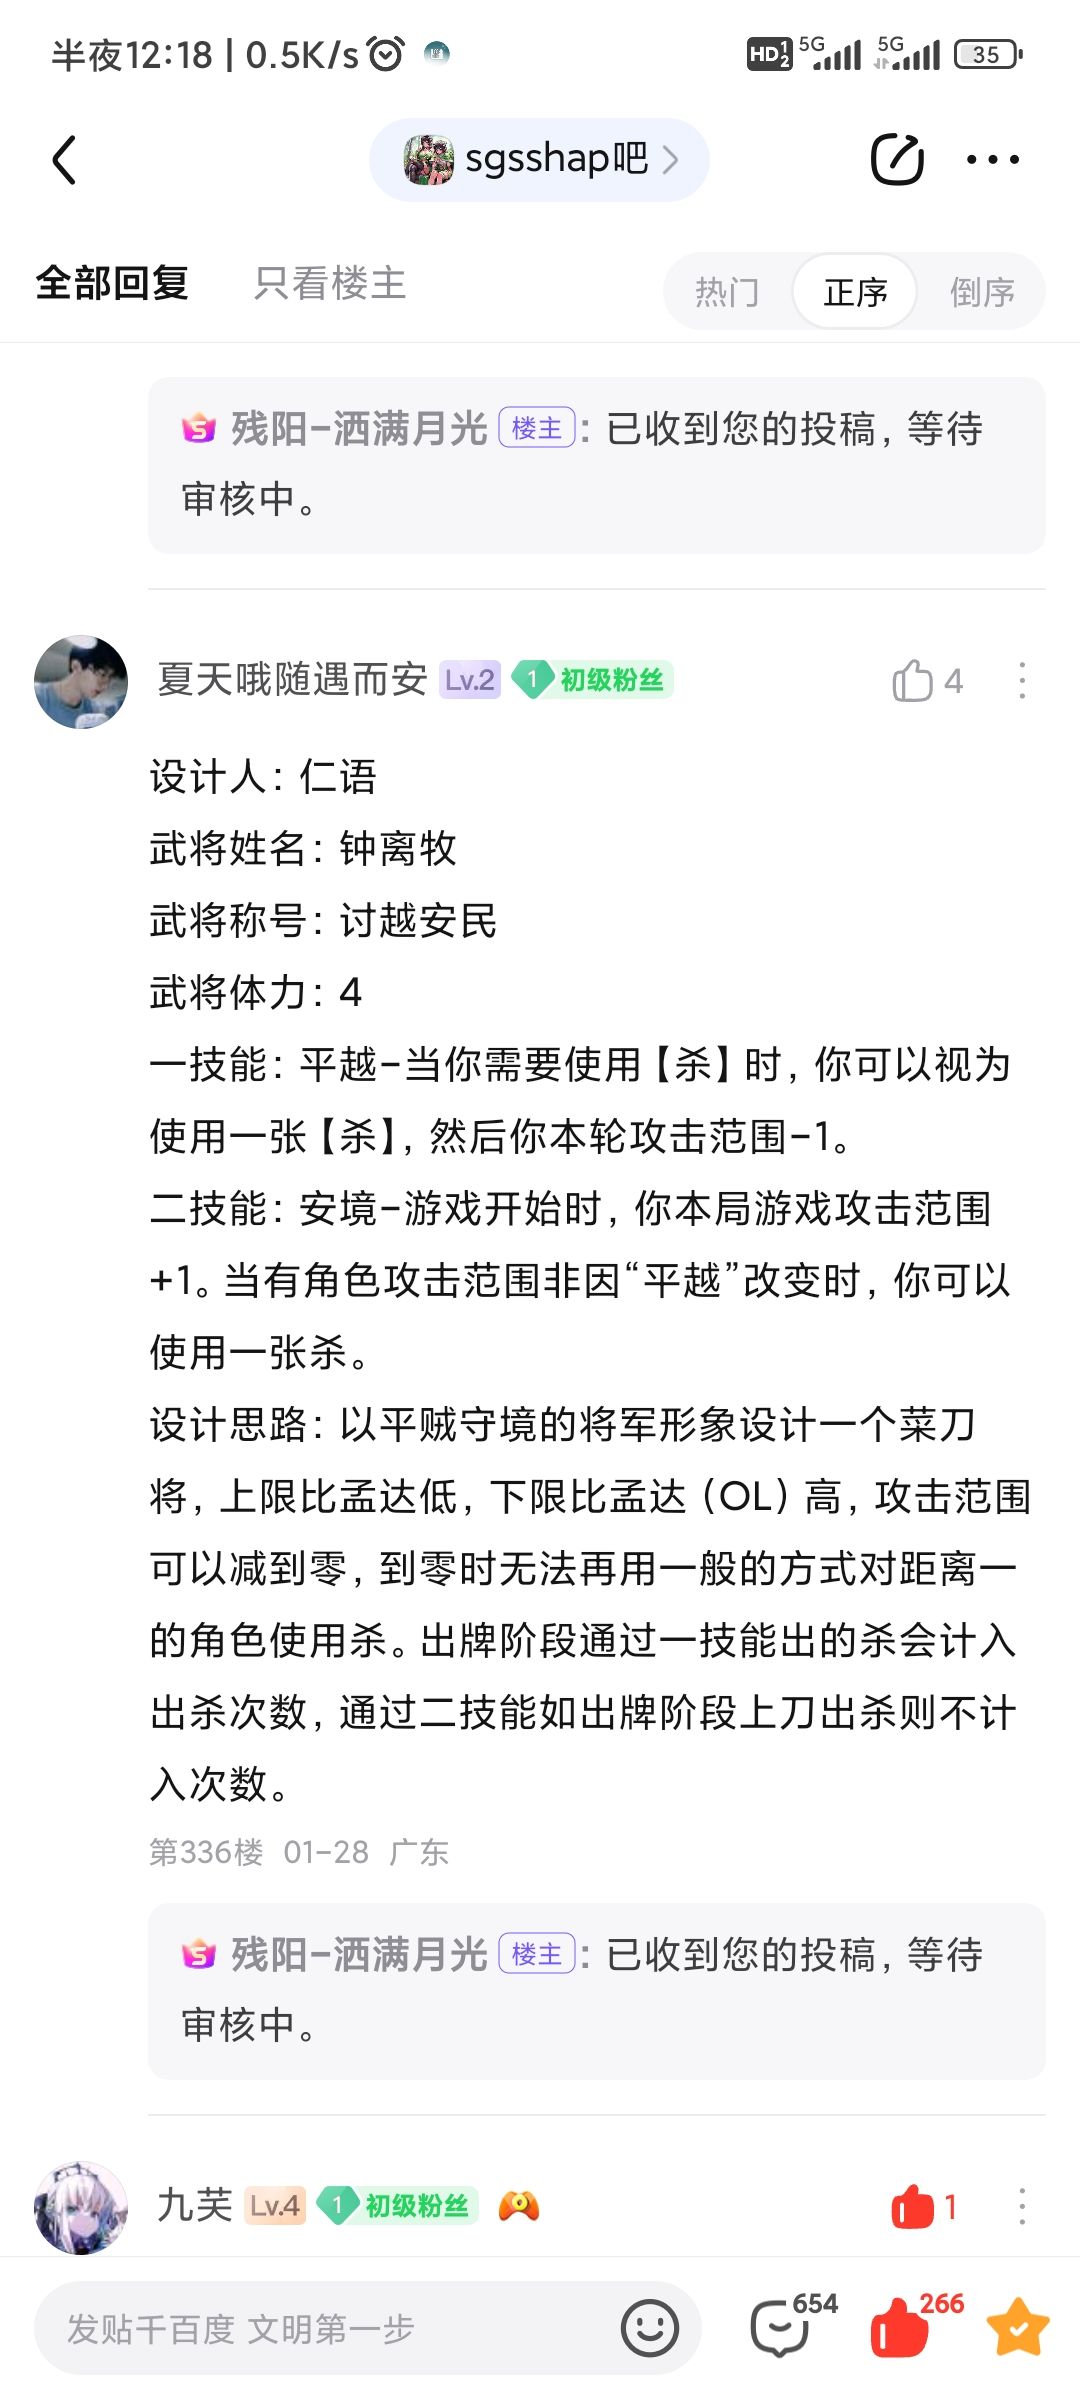 半夜12:18 | 0.5K/s
HD 1 2 5G 5G 35
sgsshap吧
全部回复 只看楼主 热门 正序 倒序
残阳-洒满月光 楼主：已收到您的投稿，等待
审核中。
夏天哦随遇而安 Lv.2 1 初级粉丝 4
设计人：仁语
武将姓名：钟离牧
武将称号：讨越安民
武将体力：4
一技能：平越-当你需要使用【杀】时，你可以视为
使用一张【杀】，然后你本轮攻击范围-1。
二技能：安境-游戏开始时，你本局游戏攻击范围
+1。当有角色攻击范围非因“平越”改变时，你可以
使用一张杀。
设计思路：以平贼守境的将军形象设计一个菜刀
将，上限比孟达低，下限比孟达（OL）高，攻击范围
可以减到零，到零时无法再用一般的方式对距离一
的角色使用杀。出牌阶段通过一技能出的杀会计入
出杀次数，通过二技能如出牌阶段上刀出杀则不计
入次数。
第336楼 01-28 广东
残阳-洒满月光 楼主：已收到您的投稿，等待
审核中。
九芙 Lv.4 1 初级粉丝 1
发贴千百度 文明第一步 654 266